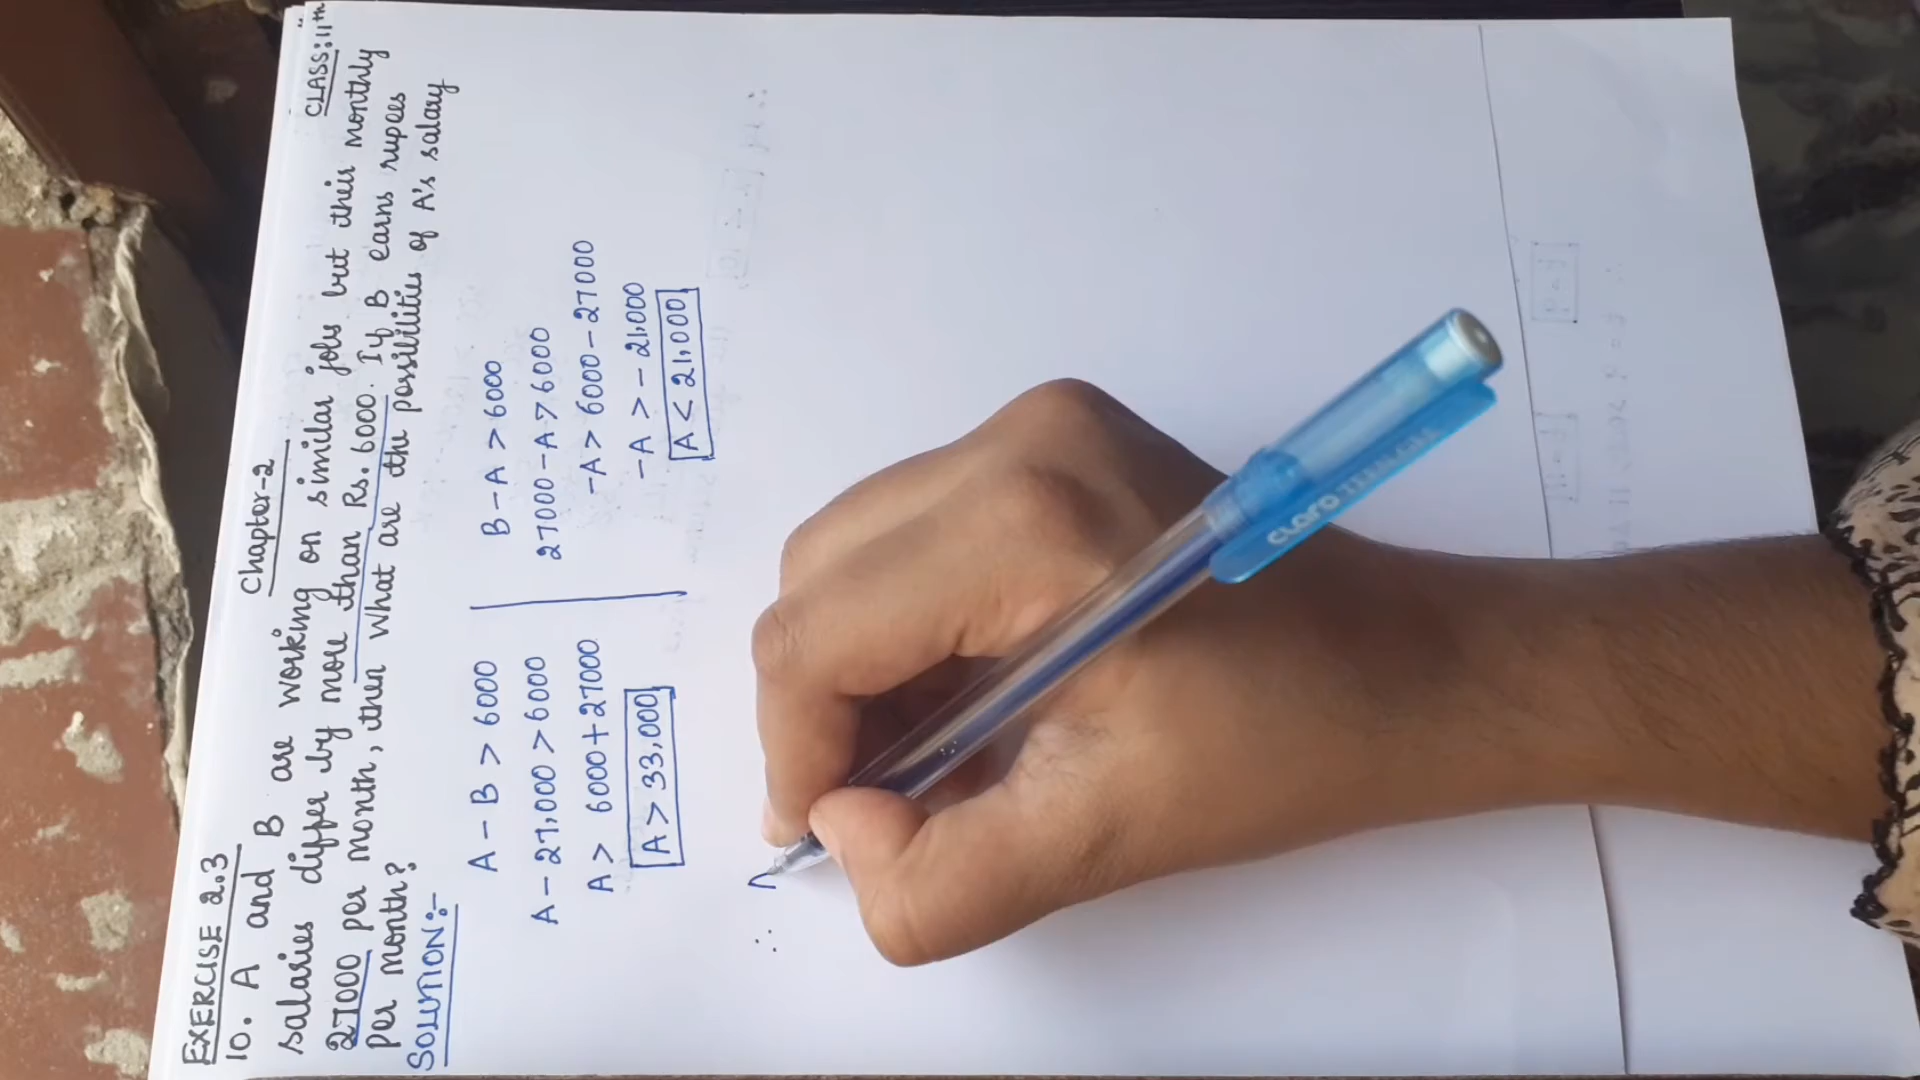 Chapter-2
CLASS:11th
EXERCISE 2.3
10. A and B are working on similar jobs but their monthly
salaries differ by more than Rs. 6000. If B earns rupees
27000 per month, then what are the possibilities of A's salary
per month?
SOLUTION:-
A - B > 6000
A - 27,000 > 6000
A > 6000+27000
A > 33,000
B - A > 6000
27000 - A > 6000
-A > 6000 - 27000
-A > - 21,000
A < 21,000
∴
claro